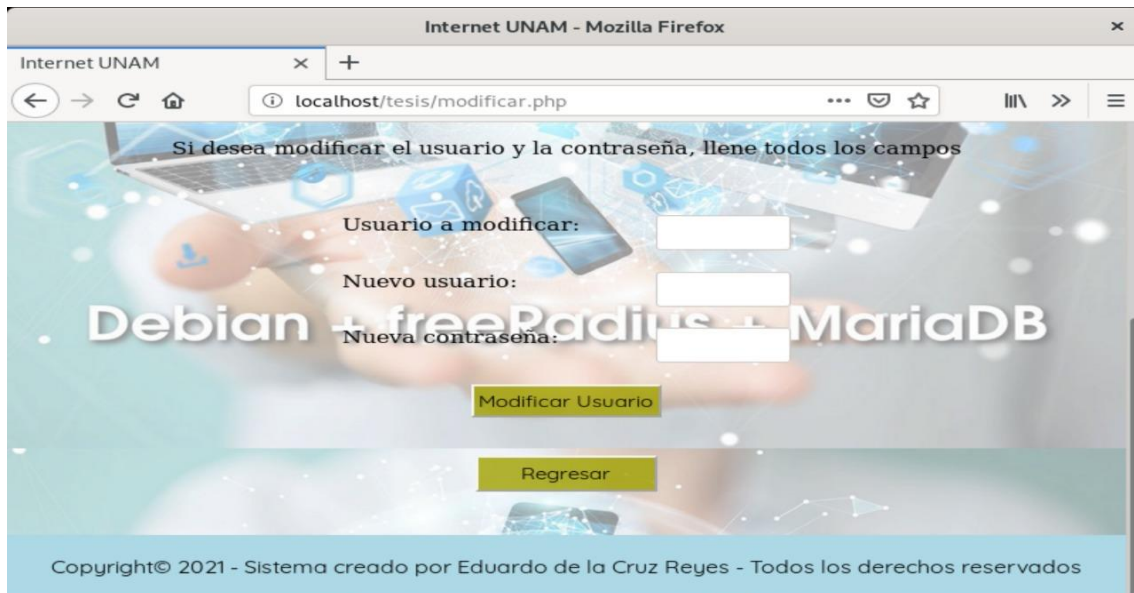 Internet UNAM - Mozilla Firefox
Internet UNAM
localhost/tesis/modificar.php
Si desea modificar el usuario y la contraseña, llene todos los campos
Usuario a modificar:
Nuevo usuario:
Debian + freeRadius + MariaDB
Nueva contraseña:
Modificar Usuario
Regresar
Copyright© 2021 - Sistema creado por Eduardo de la Cruz Reyes - Todos los derechos reservados